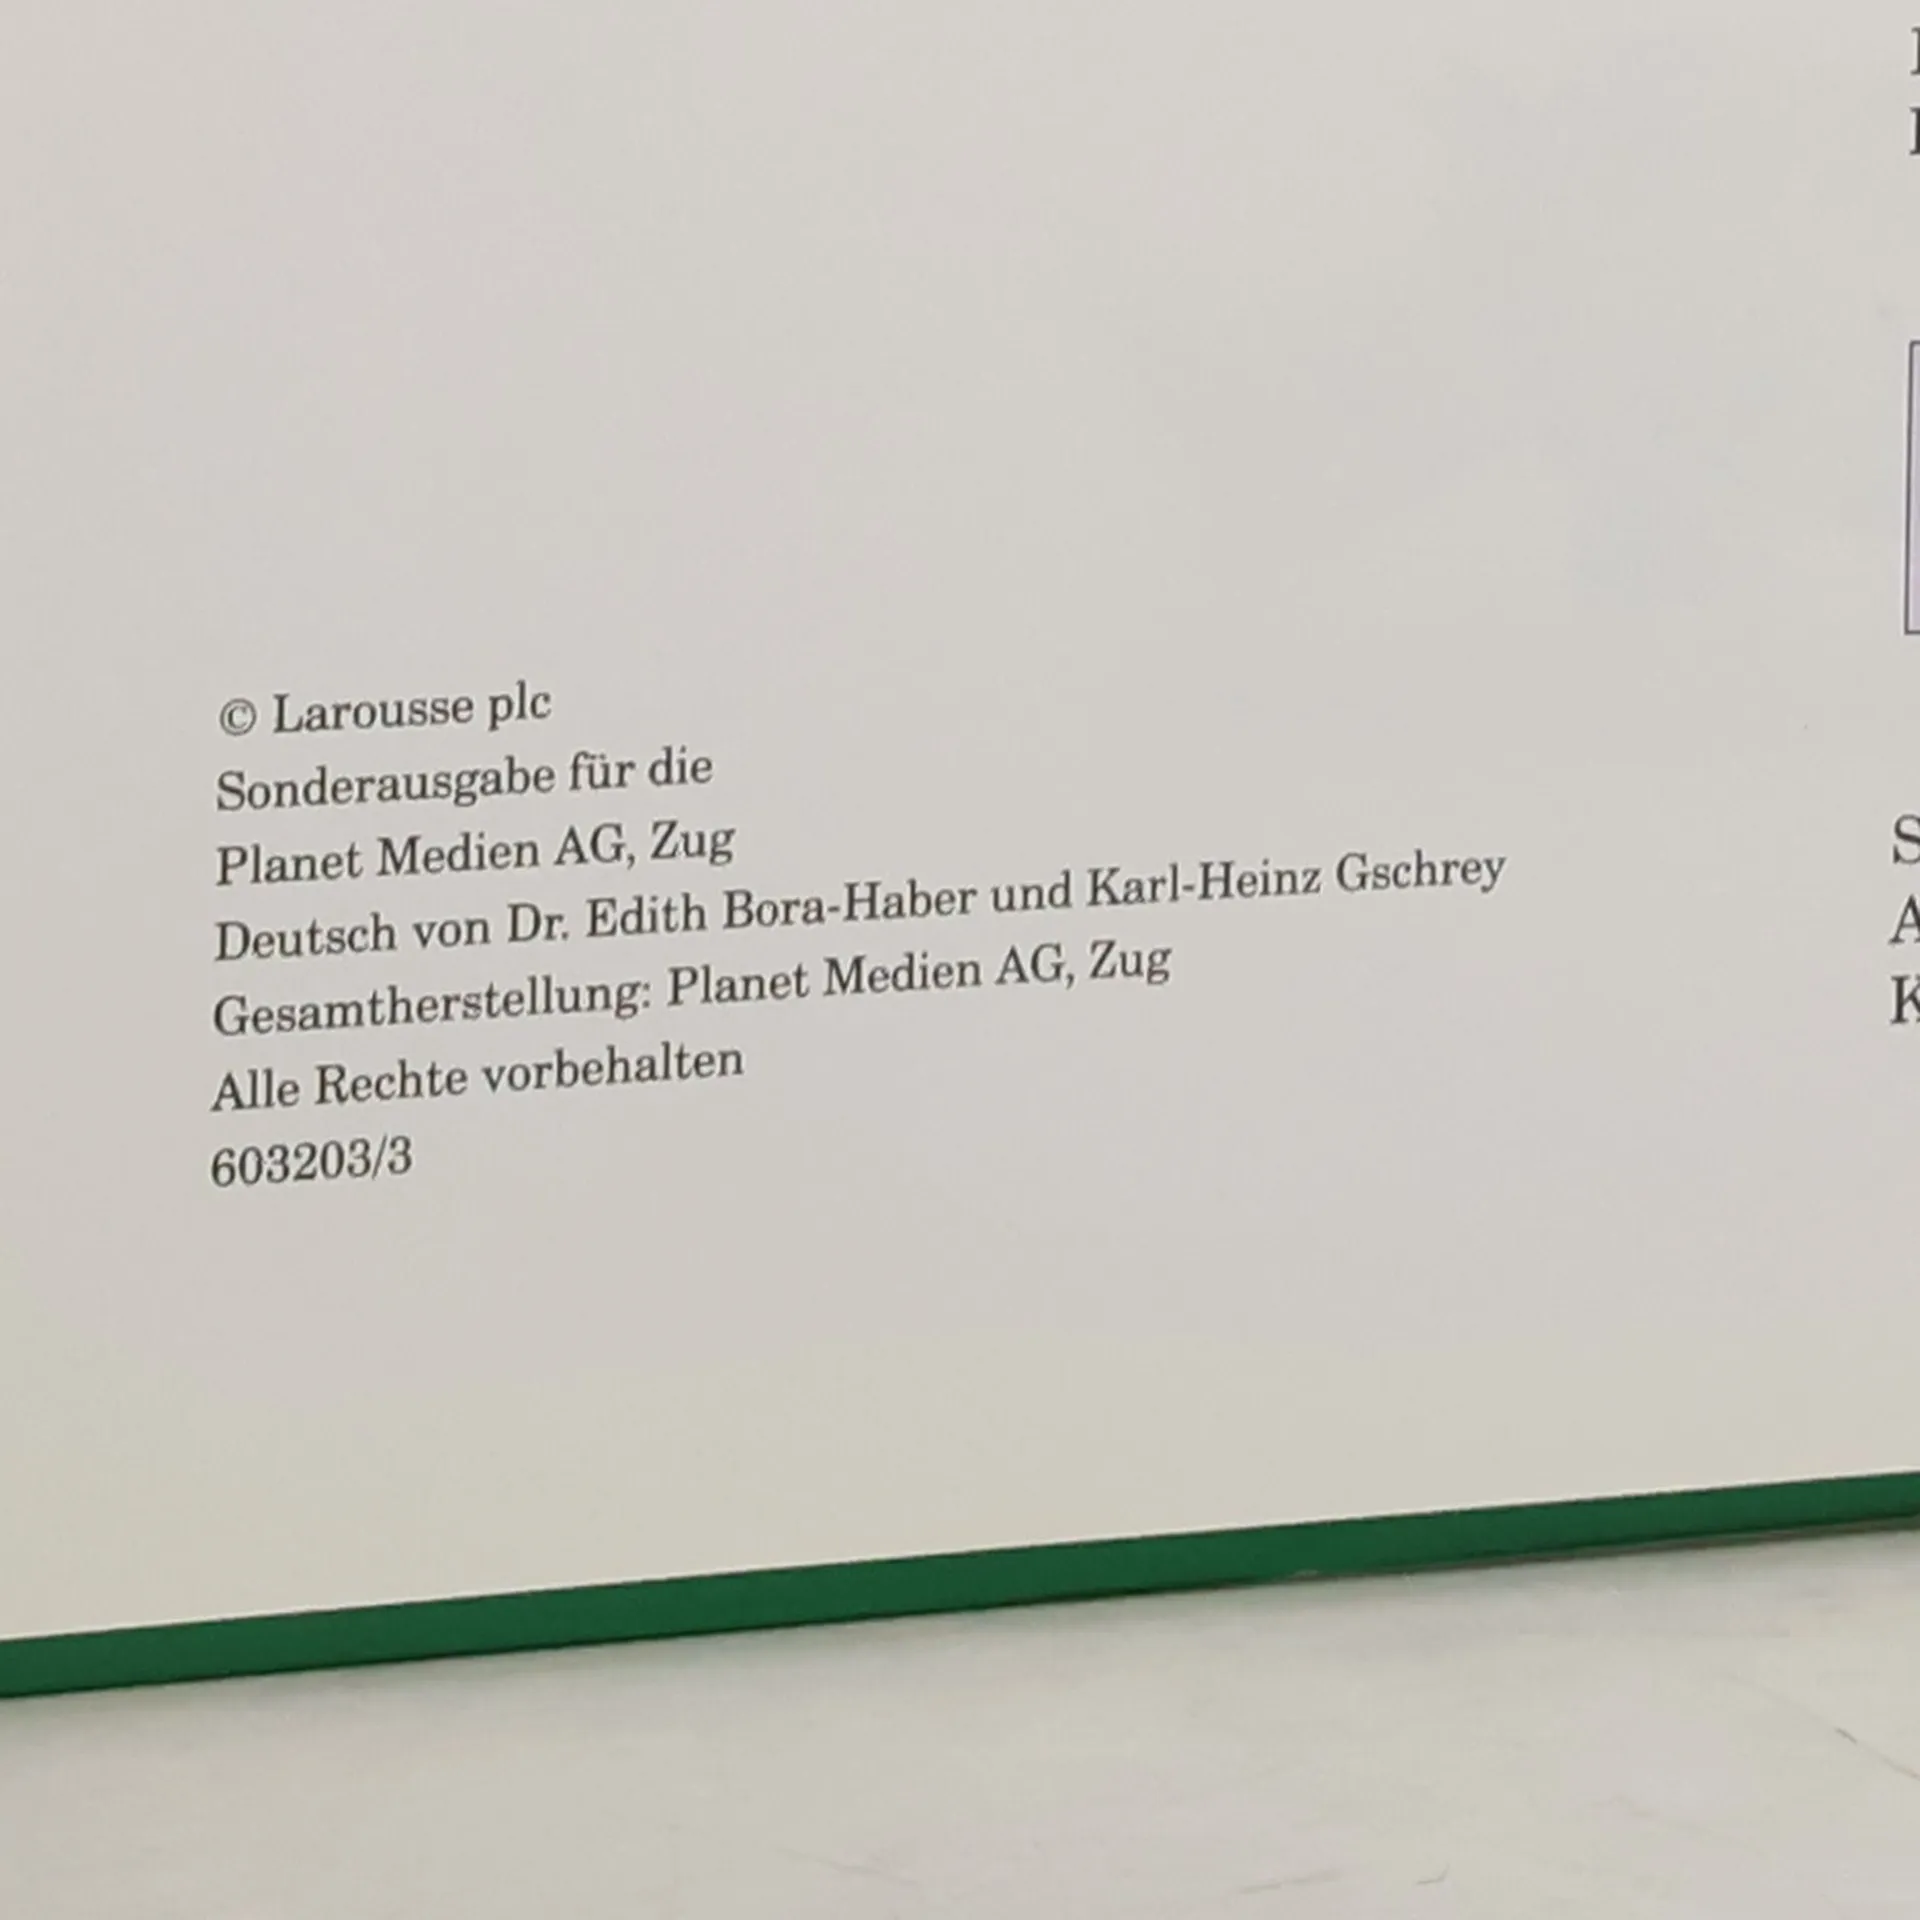 © Larousse plc
Sonderausgabe für die
Planet Medien AG, Zug
Deutsch von Dr. Edith Bora-Haber und Karl-Heinz Gschrey
Gesamtherstellung: Planet Medien AG, Zug
Alle Rechte vorbehalten
603203/3